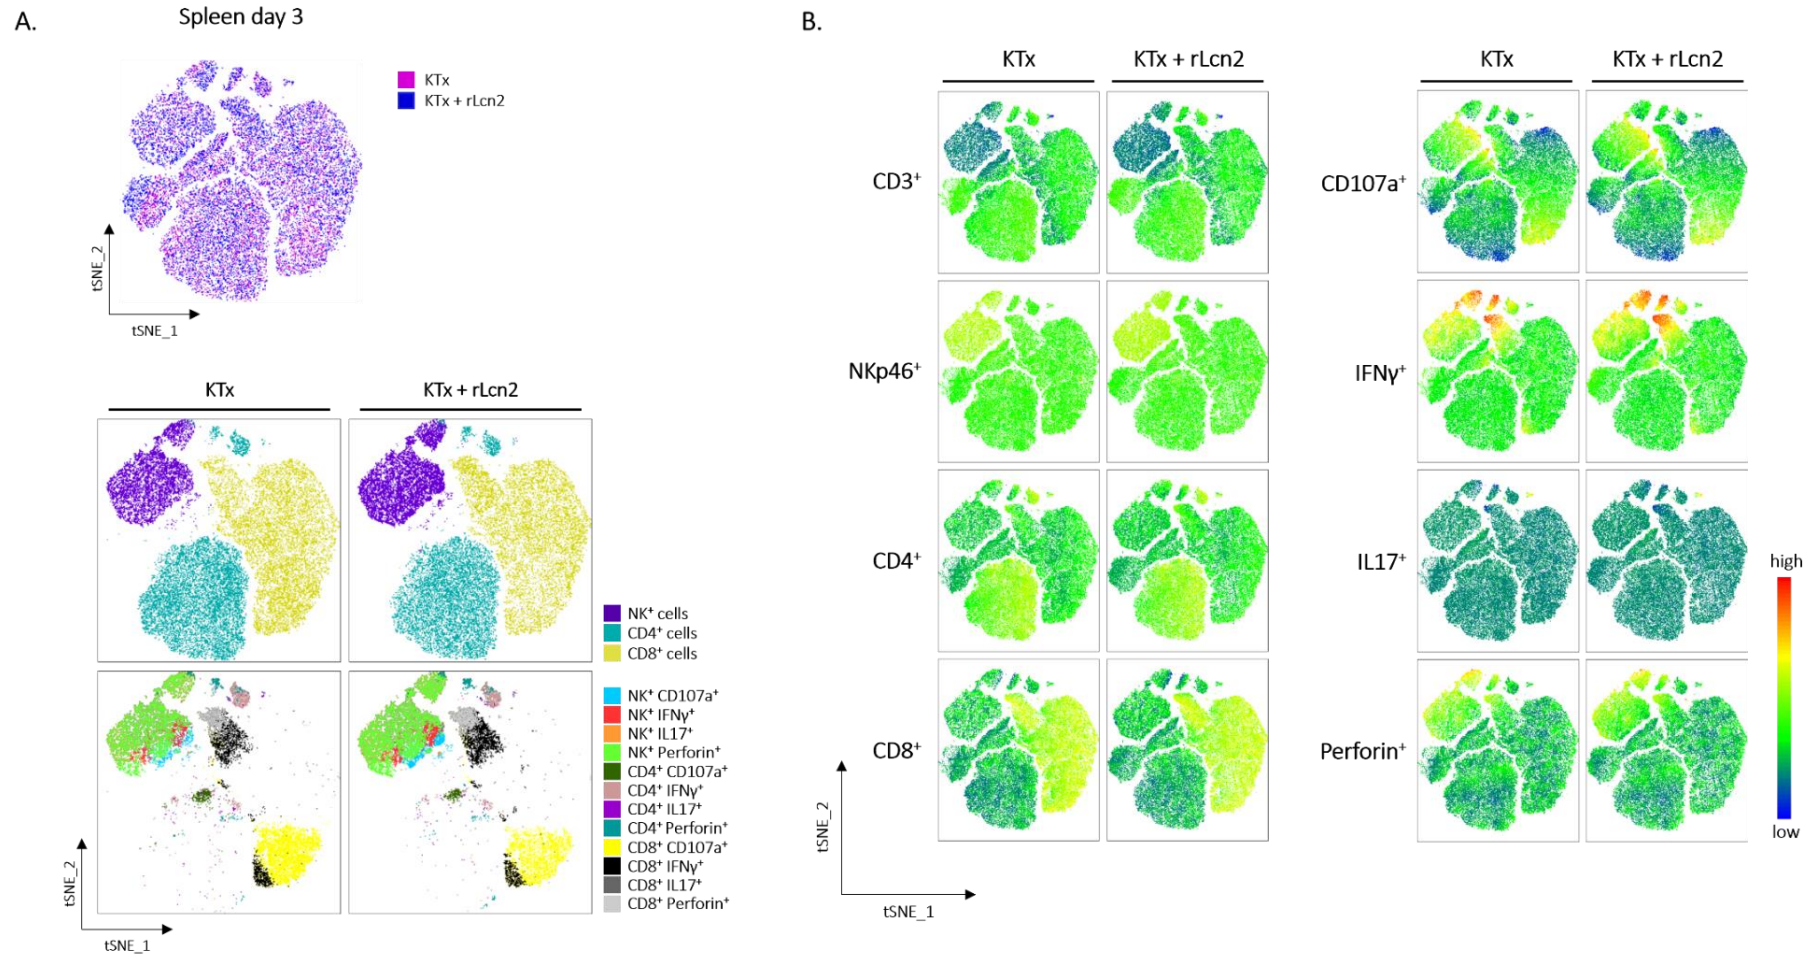 A.
Spleen day 3
KTx
KTx + rLcn2
tSNE_2
tSNE_1
KTx
KTx + rLcn2
NK⁺ cells
CD4⁺ cells
CD8⁺ cells
NK⁺ CD107a⁺
NK⁺ IFNγ⁺
NK⁺ IL17⁺
NK⁺ Perforin⁺
CD4⁺ CD107a⁺
CD4⁺ IFNγ⁺
CD4⁺ IL17⁺
CD4⁺ Perforin⁺
CD8⁺ CD107a⁺
CD8⁺ IFNγ⁺
CD8⁺ IL17⁺
CD8⁺ Perforin⁺
tSNE_2
tSNE_1
B.
KTx
KTx + rLcn2
CD3⁺
NKp46⁺
CD4⁺
CD8⁺
tSNE_2
tSNE_1
KTx
KTx + rLcn2
CD107a⁺
IFNγ⁺
IL17⁺
Perforin⁺
high
low